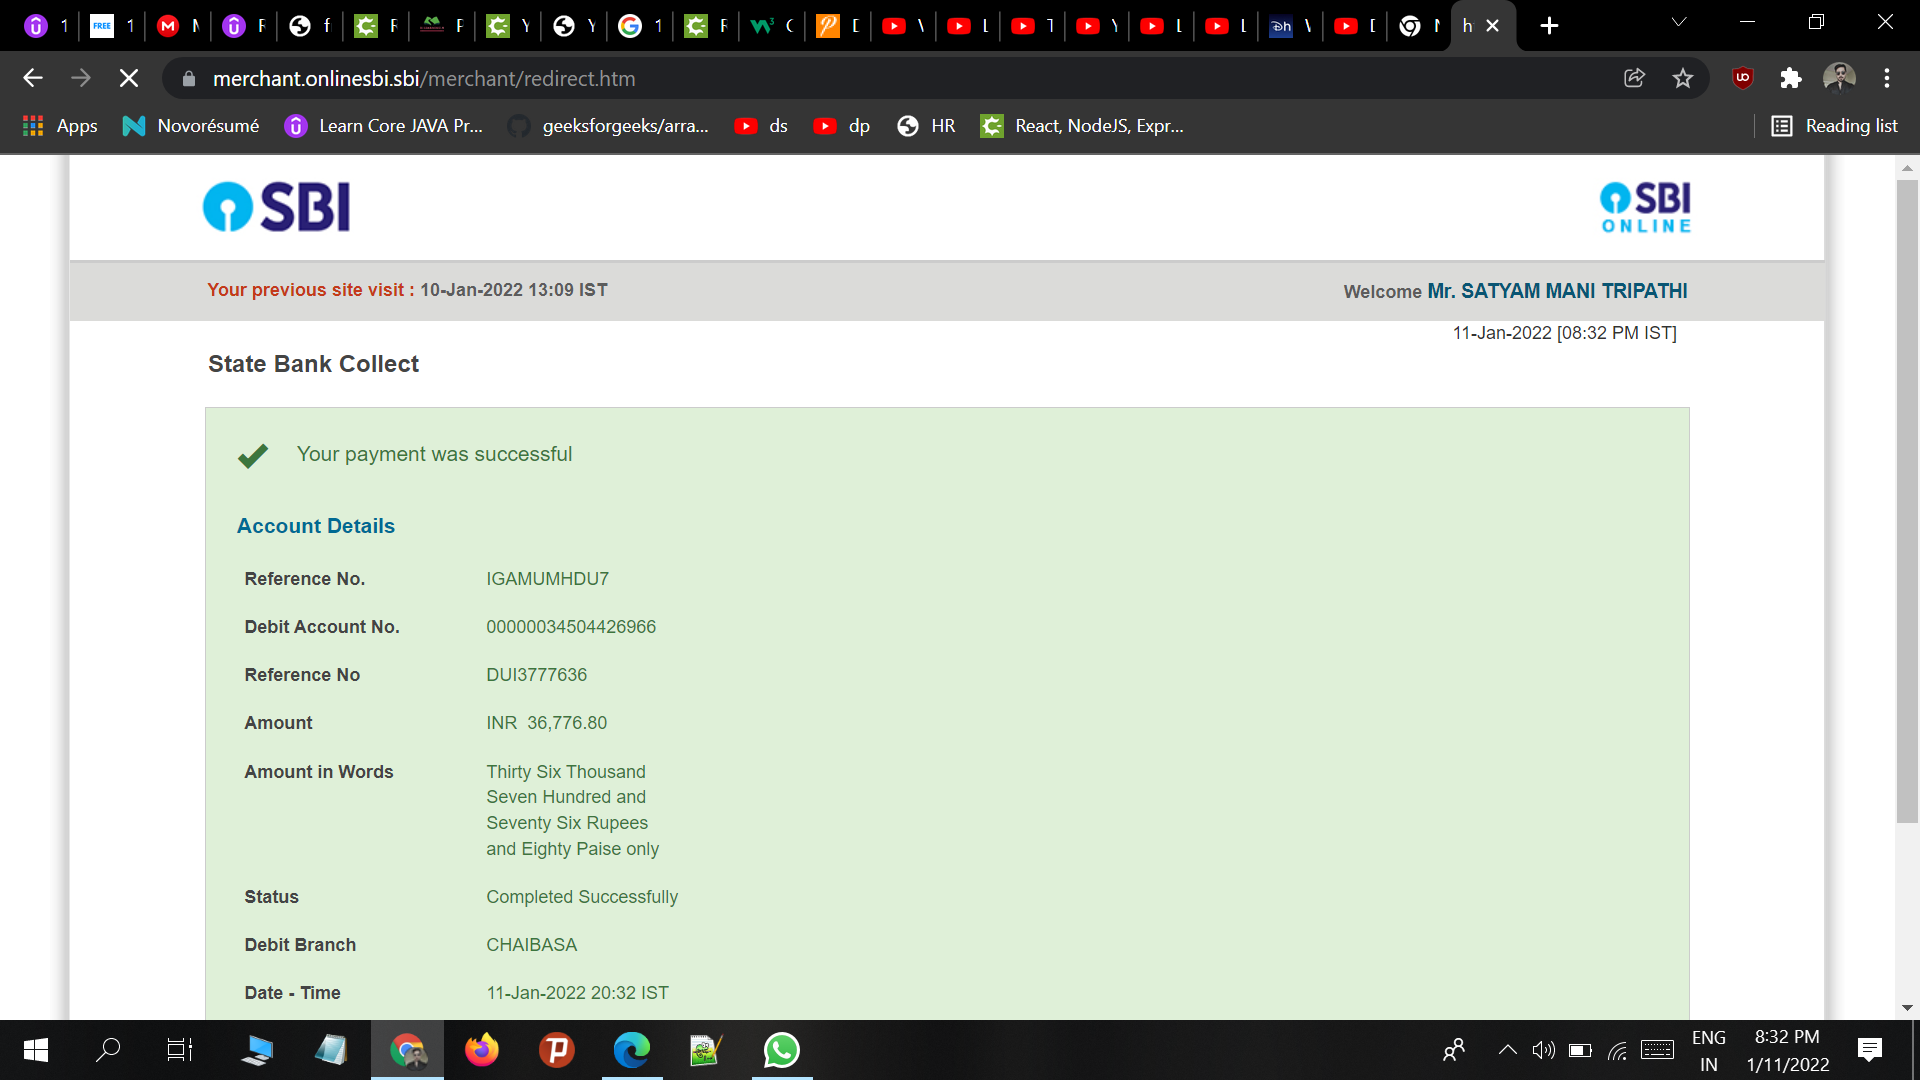 merchant.onlinesbi.sbi/merchant/redirect.htm
Apps Novorésumé Learn Core JAVA Pr... geeksforgeeks/arra... ds dp HR React, NodeJS, Expr... Reading list
SBI
SBI
ONLINE
Your previous site visit : 10-Jan-2022 13:09 IST
Welcome Mr. SATYAM MANI TRIPATHI
11-Jan-2022 [08:32 PM IST]
State Bank Collect
Your payment was successful
Account Details
Reference No. IGAMUMHDU7
Debit Account No. 00000034504426966
Reference No DUI3777636
Amount INR 36,776.80
Amount in Words Thirty Six Thousand
Seven Hundred and
Seventy Six Rupees
and Eighty Paise only
Status Completed Successfully
Debit Branch CHAIBASA
Date - Time 11-Jan-2022 20:32 IST
ENG
IN
8:32 PM
1/11/2022